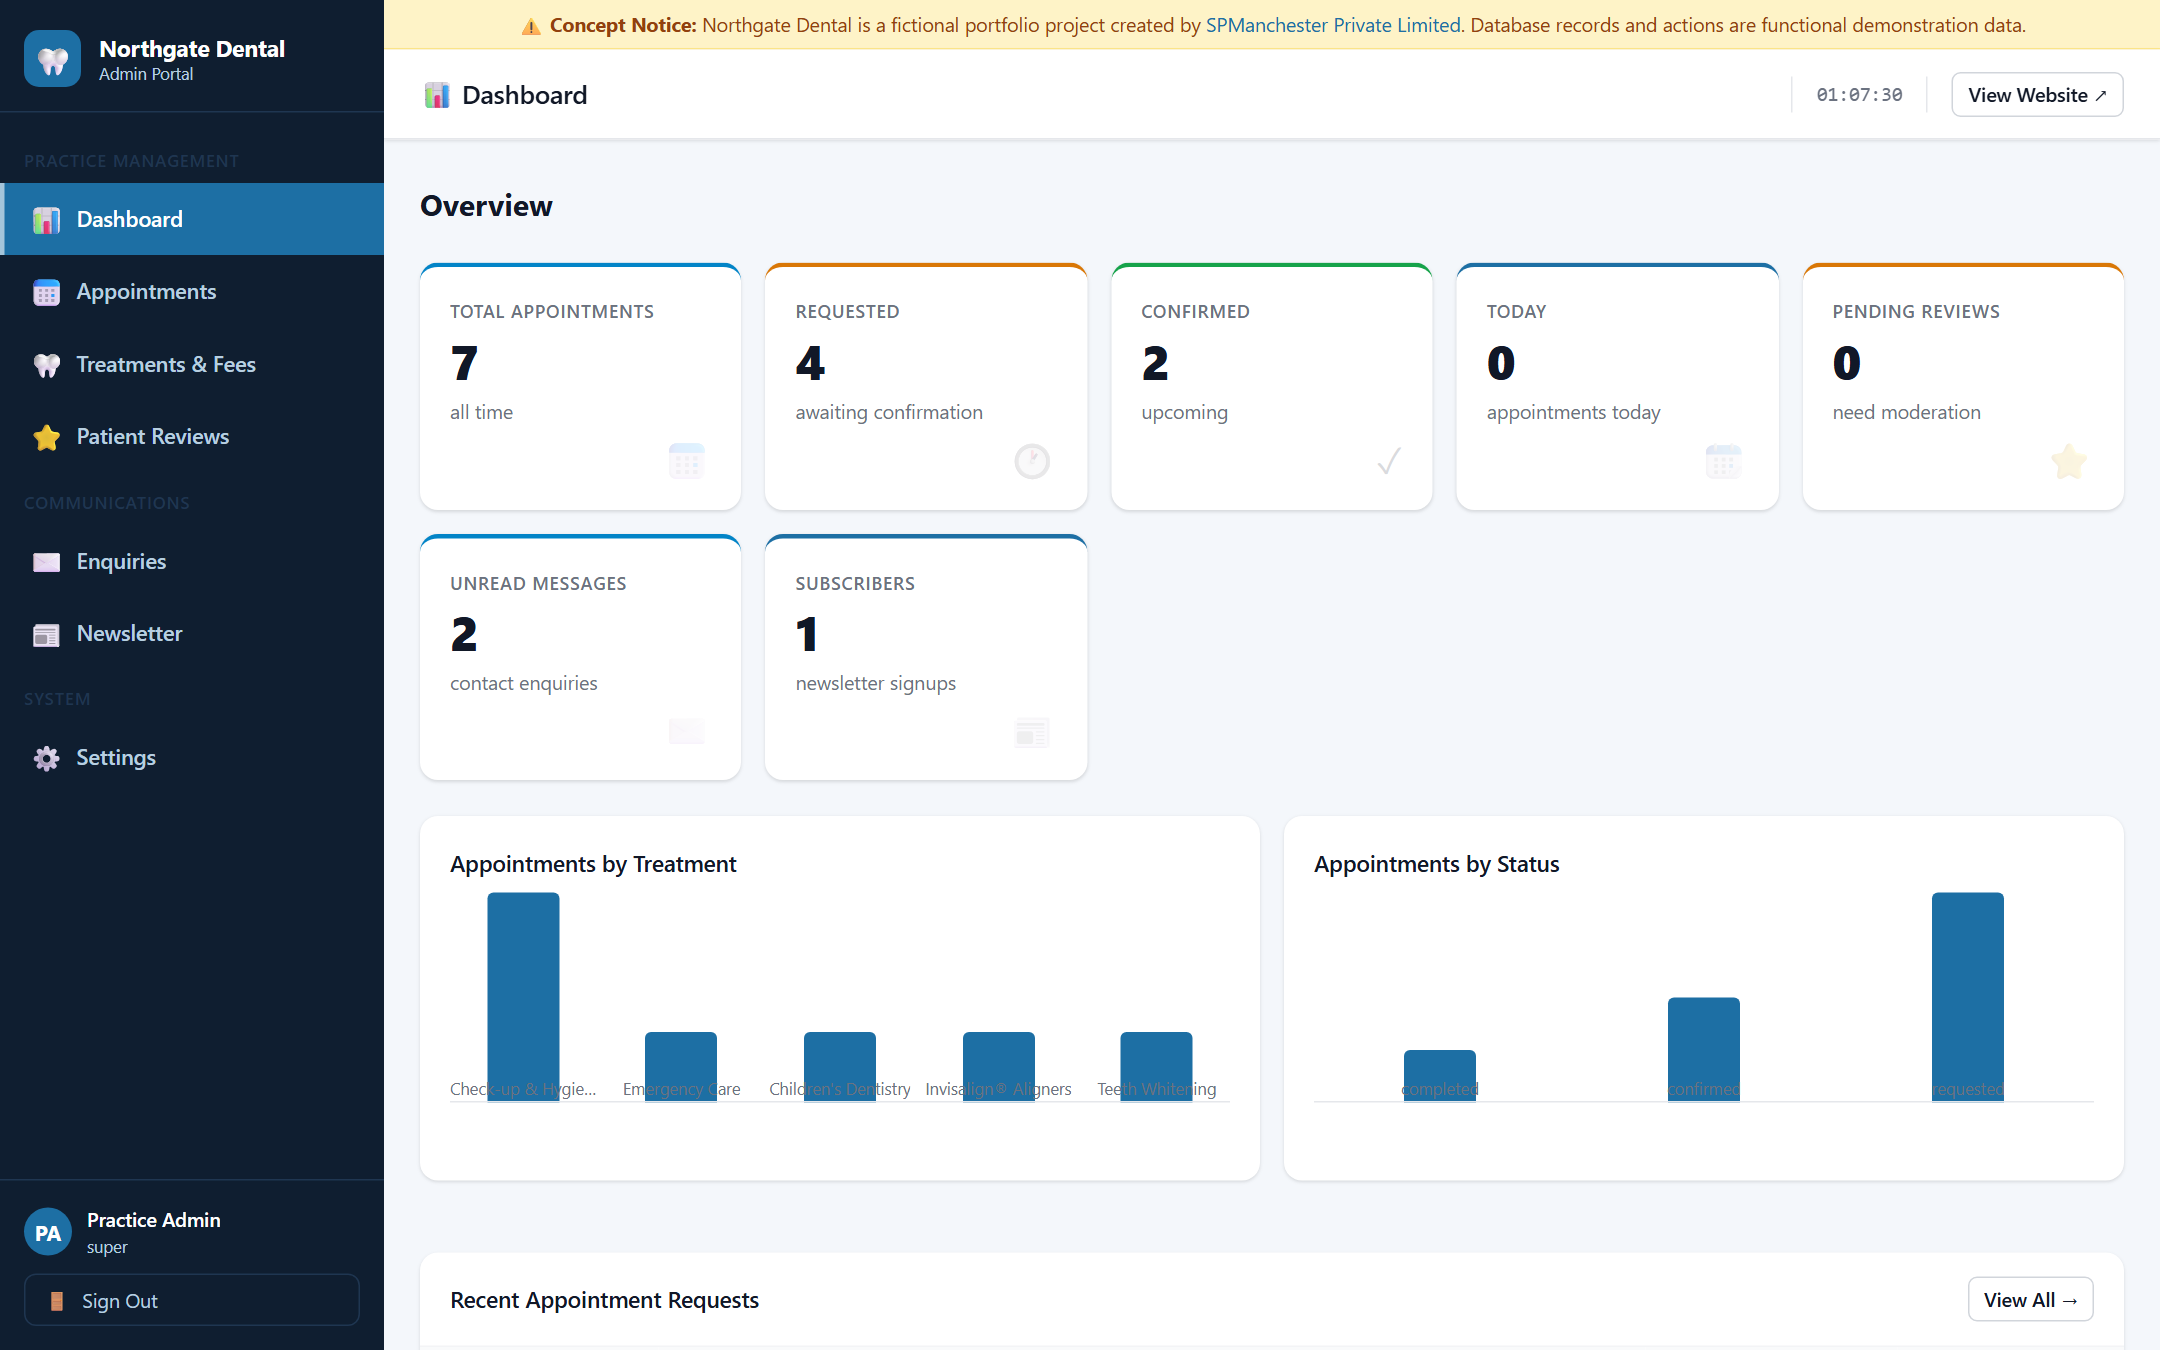 Northgate Dental
Admin Portal
PRACTICE MANAGEMENT
Dashboard
Appointments
Treatments & Fees
Patient Reviews
COMMUNICATIONS
Enquiries
Newsletter
SYSTEM
Settings
PA
Practice Admin
super
Sign Out
Concept Notice: Northgate Dental is a fictional portfolio project created by SPManchester Private Limited. Database records and actions are functional demonstration data.
Dashboard
01:07:30
View Website ↗
Overview
TOTAL APPOINTMENTS
7
all time
REQUESTED
4
awaiting confirmation
CONFIRMED
2
upcoming
TODAY
0
appointments today
PENDING REVIEWS
0
need moderation
UNREAD MESSAGES
2
contact enquiries
SUBSCRIBERS
1
newsletter signups
Appointments by Treatment
Check-up & Hygie...
Emergency Care
Children's Dentistry
Invisalign® Aligners
Teeth Whitening
Appointments by Status
completed
confirmed
requested
Recent Appointment Requests
View All →